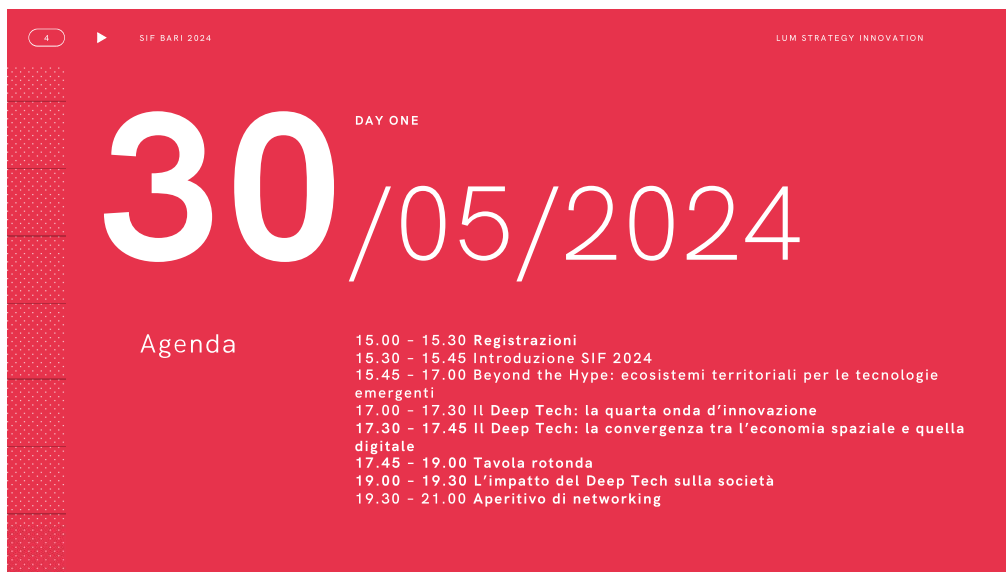 4
SIF BARI 2024
LUM STRATEGY INNOVATION
DAY ONE
30/05/2024
Agenda
15.00 – 15.30 Registrazioni
15.30 – 15.45 Introduzione SIF 2024
15.45 – 17.00 Beyond the Hype: ecosistemi territoriali per le tecnologie
emergenti
17.00 – 17.30 Il Deep Tech: la quarta onda d’innovazione
17.30 – 17.45 Il Deep Tech: la convergenza tra l’economia spaziale e quella
digitale
17.45 – 19.00 Tavola rotonda
19.00 – 19.30 L’impatto del Deep Tech sulla società
19.30 – 21.00 Aperitivo di networking